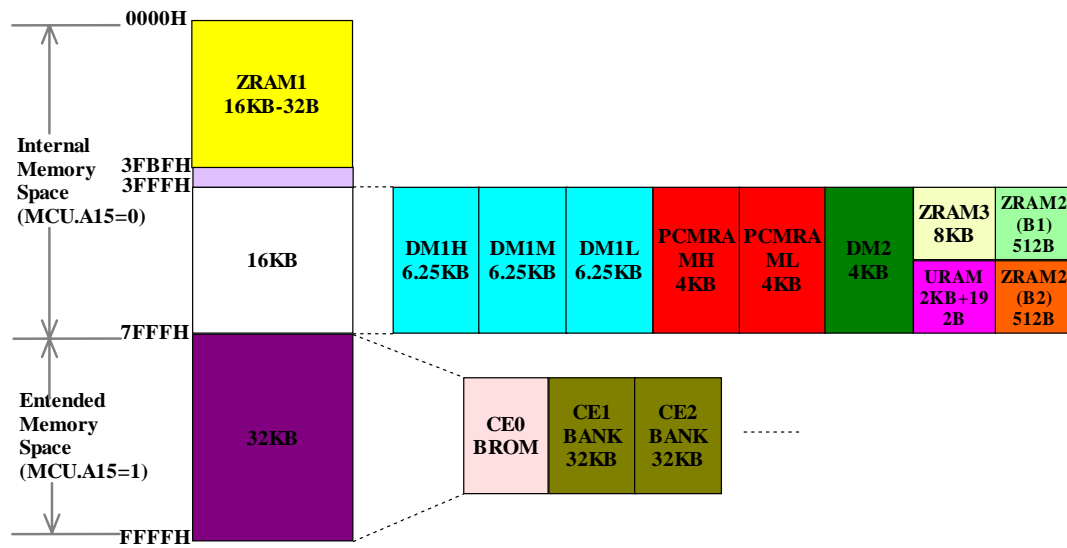 0000H
ZRAM1
16KB-32B
Internal
Memory
Space
(MCU.A15=0)
3FBFH
3FFFH
16KB
DM1H
6.25KB
DM1M
6.25KB
DM1L
6.25KB
PCMRA
MH
4KB
PCMRA
ML
4KB
DM2
4KB
ZRAM3
8KB
URAM
2KB+19
2B
ZRAM2
(B1)
512B
ZRAM2
(B2)
512B
7FFFH
Entended
Memory
Space
(MCU.A15=1)
32KB
CE0
BROM
CE1
BANK
32KB
CE2
BANK
32KB
FFFFH